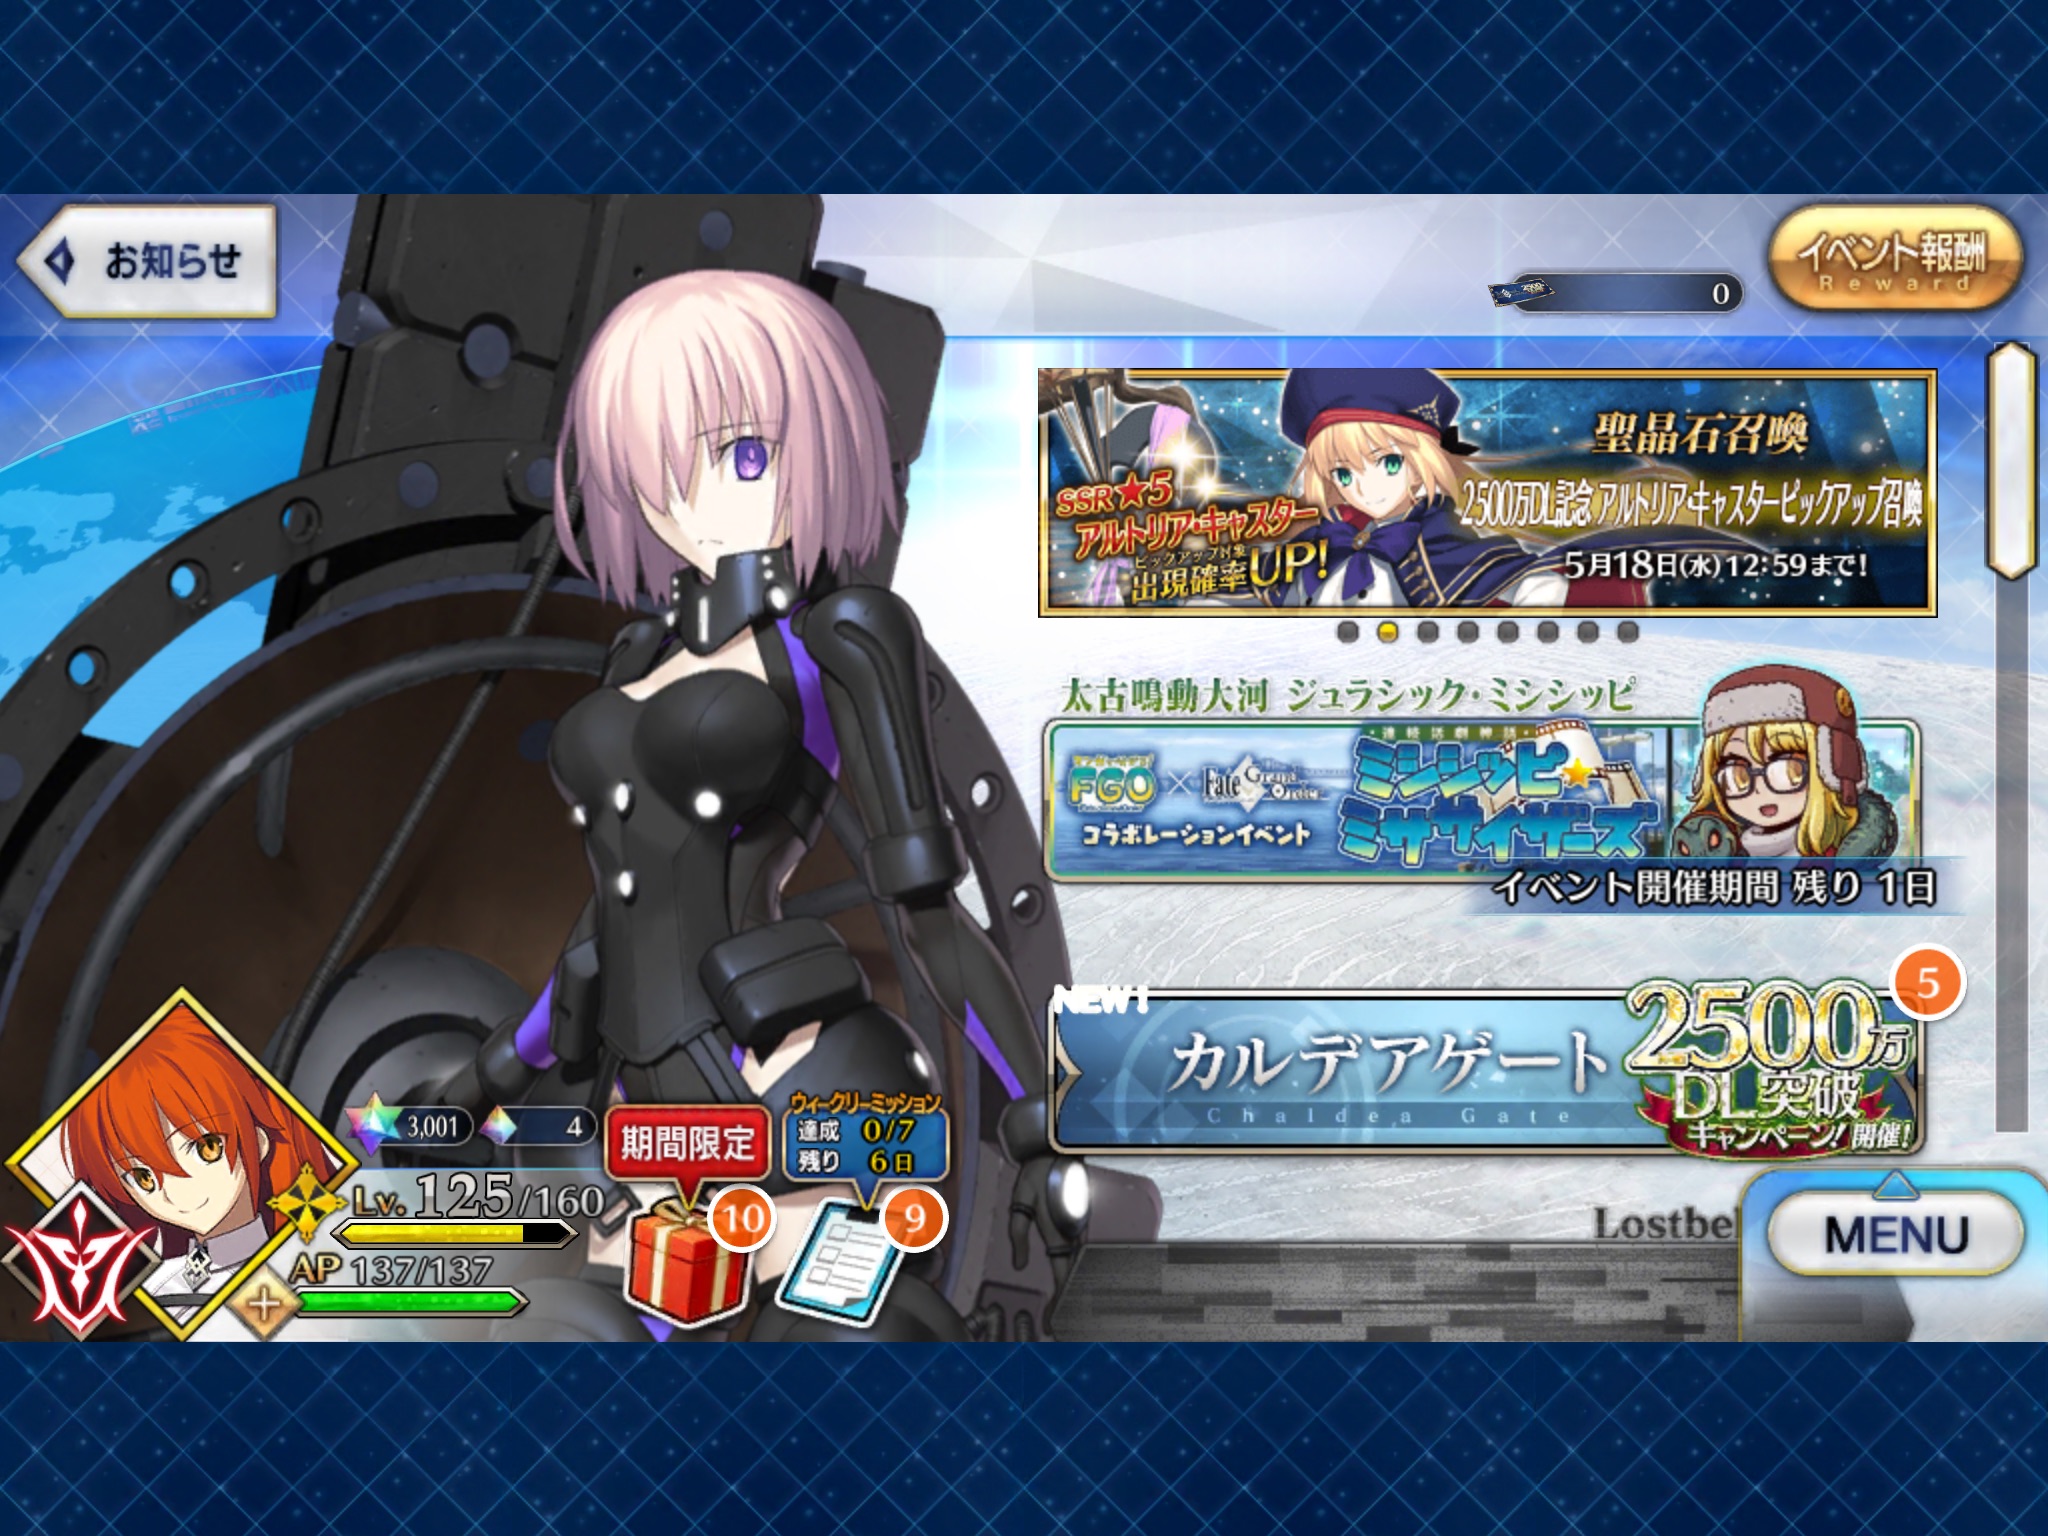 お知らせ
0
イベント報酬
Reward
聖晶石召喚
SSR★5
アルトリア・キャスター
ピックアップ対象
出現確率UP!
2500万DL記念 アルトリア・キャスターピックアップ召喚
5月18日(水)12:59まで!
太古鳴動大河 ジュラシック・ミシシッピ
FGO × Fate Grand Order
コラボレーションイベント
連続活劇神話
ミシシッピ★
ミササイザーズ
イベント開催期間 残り 1日
5
NEW!
カルデアゲート
Chaldea Gate
2500万
DL突破
キャンペーン!開催!
3,001
4
期間限定
ウィークリーミッション
達成 0/7
残り 6日
Lv. 125/160
10
9
AP 137/137
Lostbe
MENU